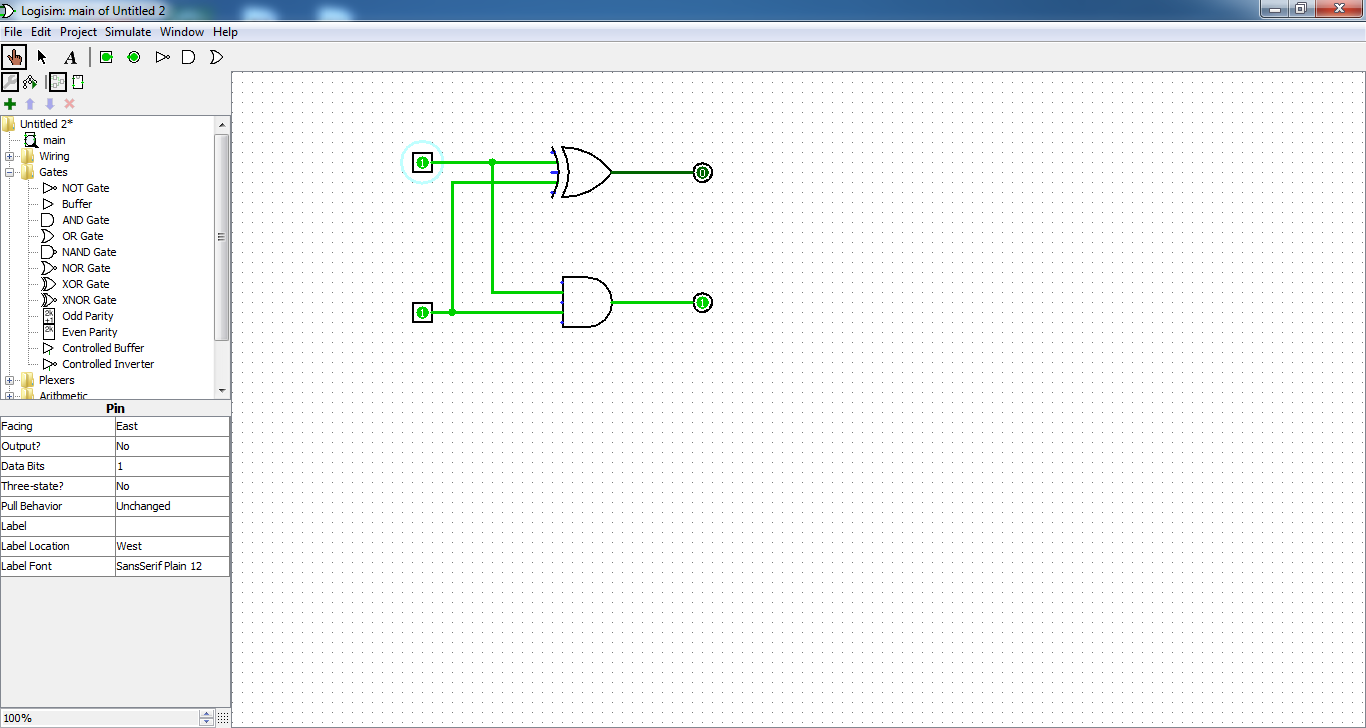 Logisim: main of Untitled 2
File Edit Project Simulate Window Help
A
Untitled 2*
main
Wiring
Gates
NOT Gate
Buffer
AND Gate
OR Gate
NAND Gate
NOR Gate
XOR Gate
XNOR Gate
Odd Parity
Even Parity
Controlled Buffer
Controlled Inverter
Plexers
Arithmetic
Pin
Facing East
Output? No
Data Bits 1
Three-state? No
Pull Behavior Unchanged
Label
Label Location West
Label Font SansSerif Plain 12
100%
1
0
1
1